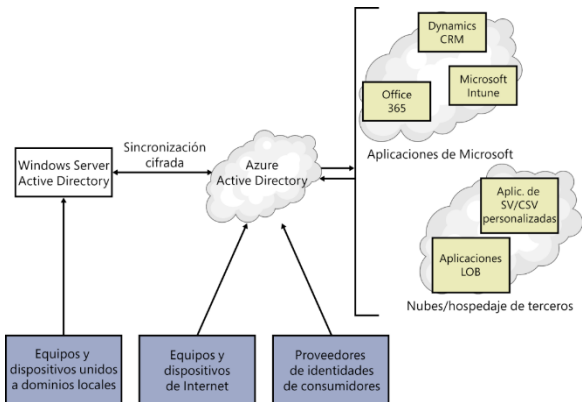 Dynamics
CRM
Office
365
Microsoft
Intune
Aplicaciones de Microsoft
Sincronización
cifrada
Windows Server
Active Directory
Azure
Active Directory
Aplic. de
SV/CSV
personalizadas
Aplicaciones
LOB
Nubes/hospedaje de terceros
Equipos y
dispositivos unidos
a dominios locales
Equipos y
dispositivos
de Internet
Proveedores
de identidades
de consumidores